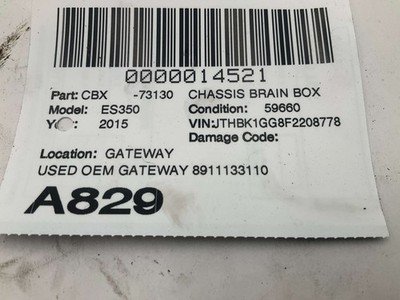 0000014521
Part: CBX -73130 CHASSIS BRAIN BOX
Model: ES350 Condition: 59660
2015 VIN:JTHBK1GG8F2208778
Damage Code:
Location: GATEWAY
USED OEM GATEWAY 8911133110
A829